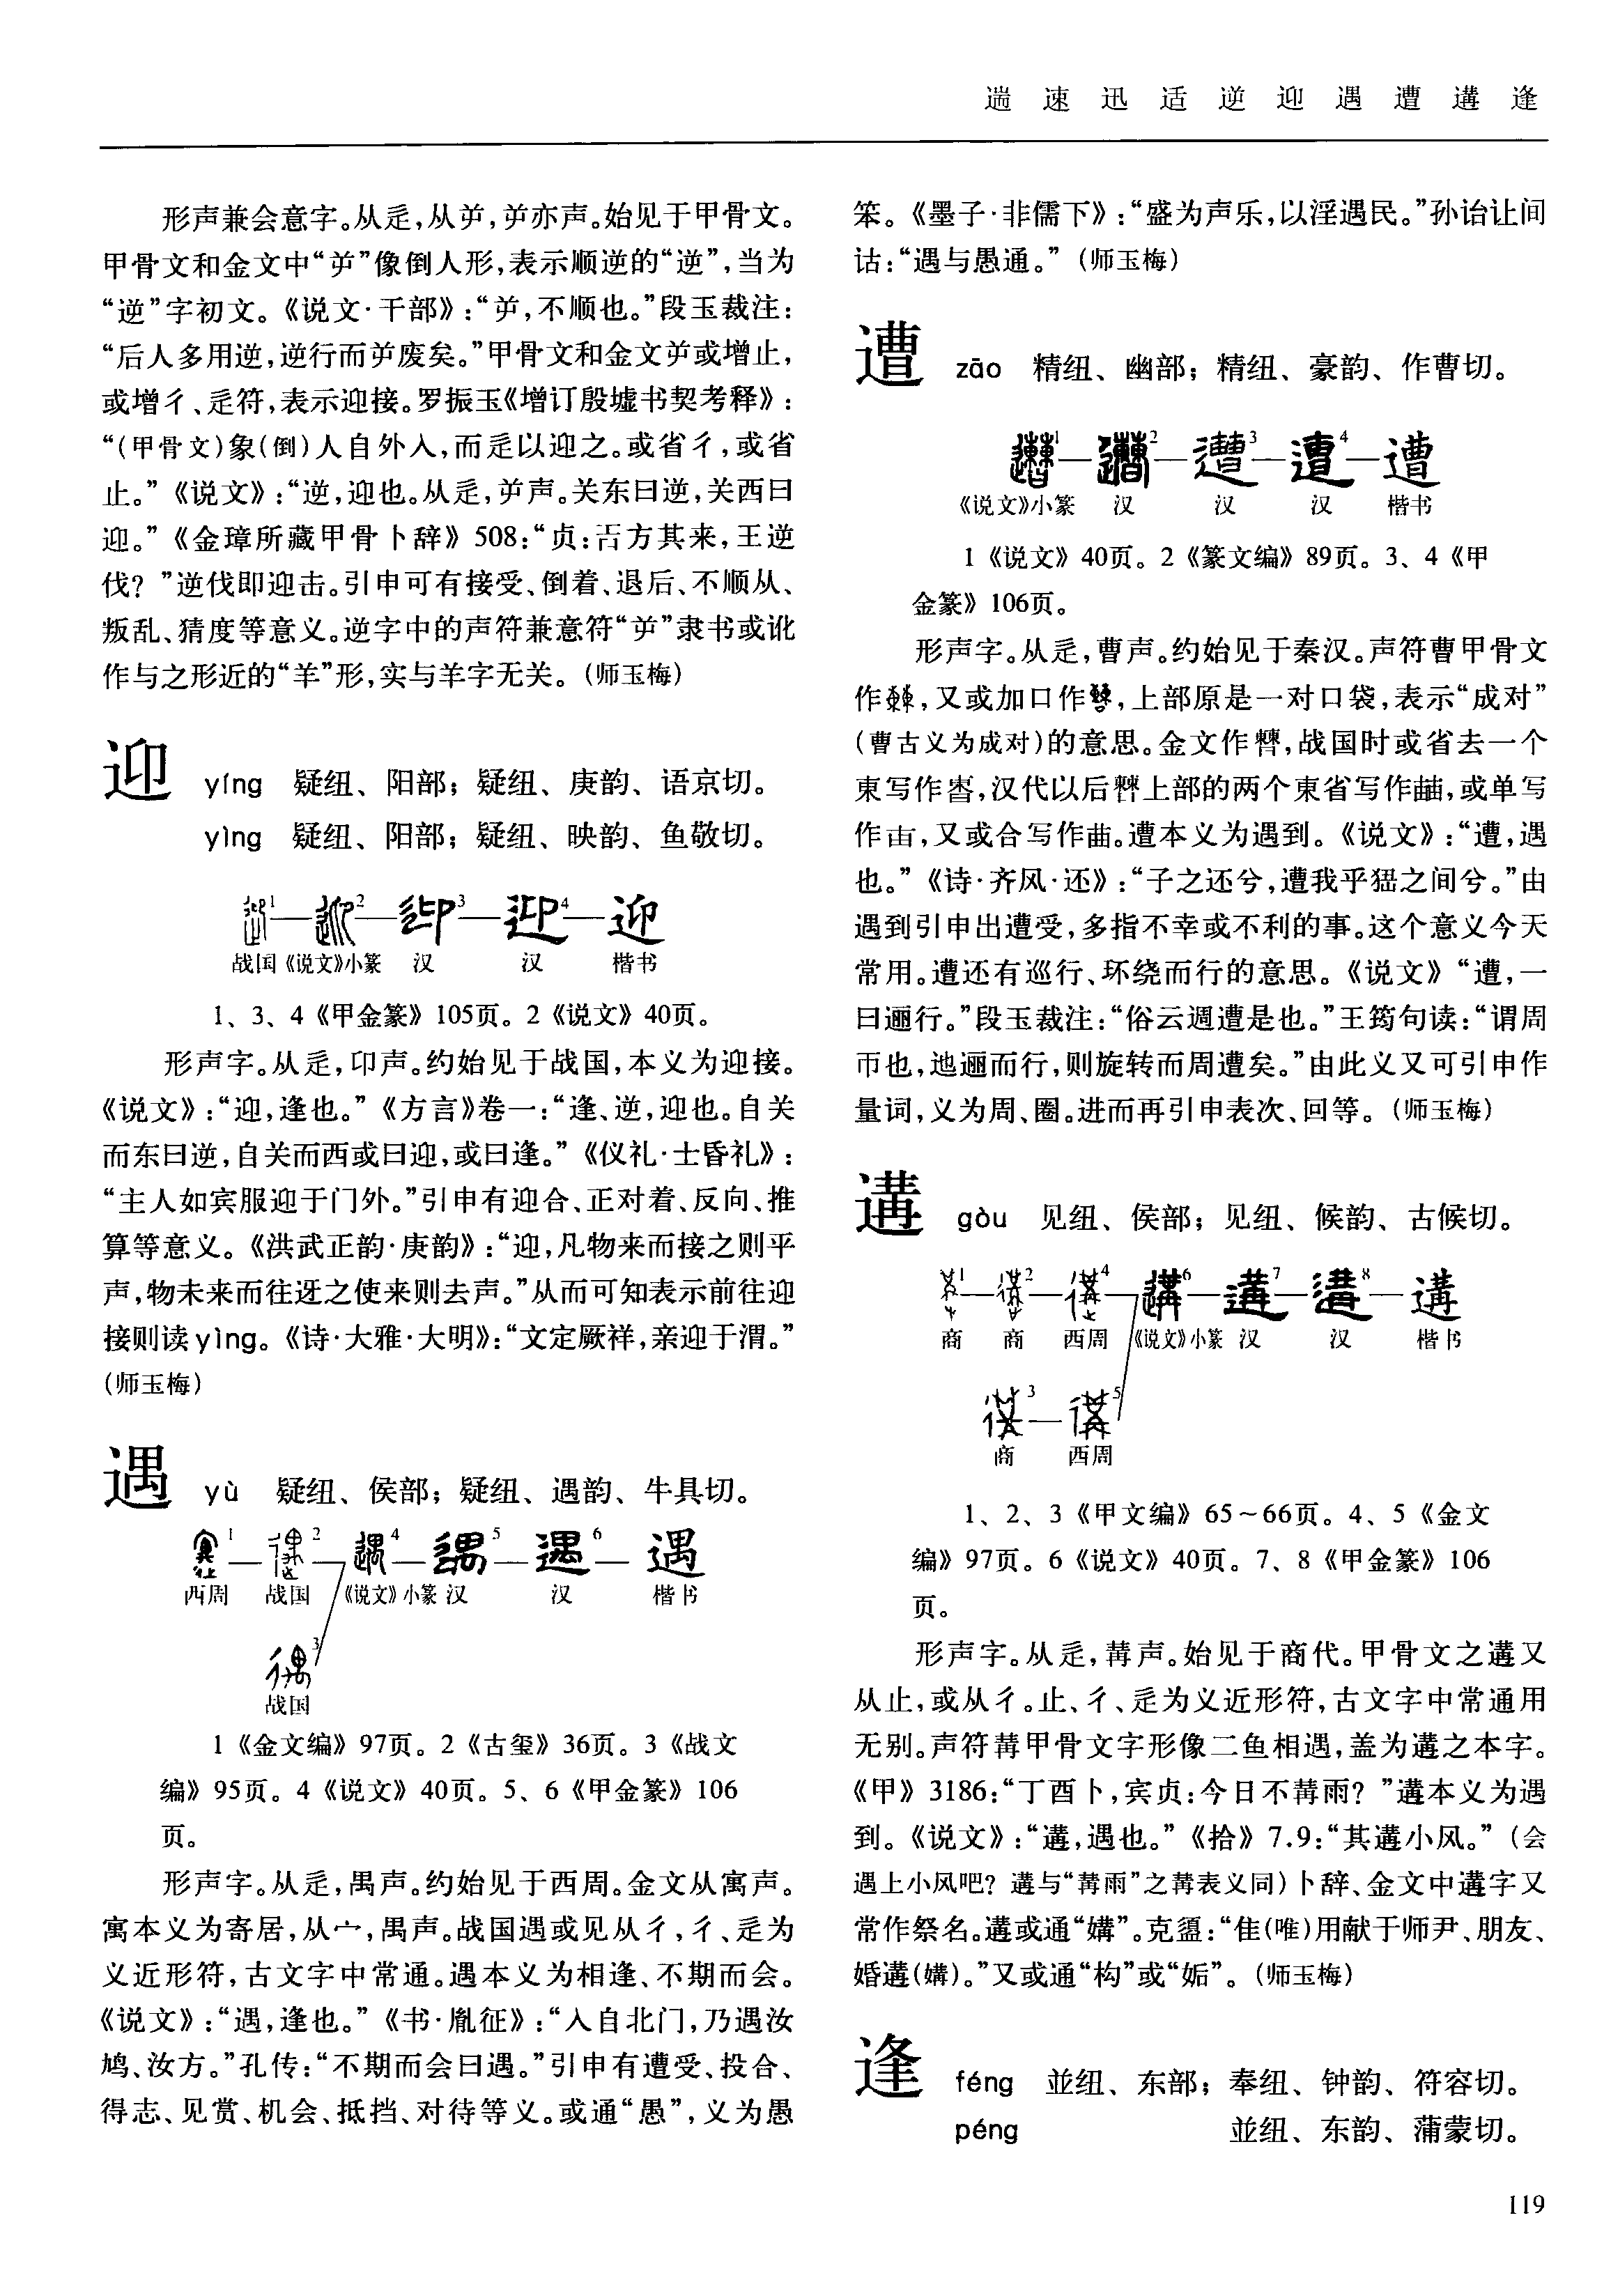 遄 速 迅 适 逆 迎 遇 遭 遘 逢
形声兼会意字。从辵,从屰,屰亦声。始见于甲骨文。
甲骨文和金文中“屰”像倒人形,表示顺逆的“逆”,当为
“逆”字初文。《说文·干部》:“屰,不顺也。”段玉裁注:
“后人多用逆,逆行而屰废矣。”甲骨文和金文屰或增止,
或增彳、辵符,表示迎接。罗振玉《增订殷墟书契考释》:
“(甲骨文)象(倒)人自外入,而辵以迎之。或省彳,或省
止。”《说文》:“逆,迎也。从辵,屰声。关东曰逆,关西曰
迎。”《金璋所藏甲骨卜辞》508:“贞:𢀛方其来,王逆
伐?”逆伐即迎击。引申可有接受、倒着、退后、不顺从、
叛乱、猜度等意义。逆字中的声符兼意符“屰”隶书或讹
作与之形近的“羊”形,实与羊字无关。(师玉梅)
迎 yíng 疑纽、阳部;疑纽、庚韵、语京切。
yìng 疑纽、阳部;疑纽、映韵、鱼敬切。
1 2 3 4 迎
战国 《说文》小篆 汉 汉 楷书
1、3、4《甲金篆》105页。2《说文》40页。
形声字。从辵,卬声。约始见于战国,本义为迎接。
《说文》:“迎,逢也。”《方言》卷一:“逢、逆,迎也。自关
而东曰逆,自关而西或曰迎,或曰逢。”《仪礼·士昏礼》:
“主人如宾服迎于门外。”引申有迎合、正对着、反向、推
算等意义。《洪武正韵·庚韵》:“迎,凡物来而接之则平
声,物未来而往迓之使来则去声。”从而可知表示前往迎
接则读yìng。《诗·大雅·大明》:“文定厥祥,亲迎于渭。”
(师玉梅)
遇 yù 疑纽、侯部;疑纽、遇韵、牛具切。
1 2 4 5 6 遇
西周 战国 《说文》小篆 汉 汉 楷书
3
战国
1《金文编》97页。2《古玺》36页。3《战文
编》95页。4《说文》40页。5、6《甲金篆》106
页。
形声字。从辵,禺声。约始见于西周。金文从寓声。
寓本义为寄居,从宀,禺声。战国遇或见从彳,彳、辵为
义近形符,古文字中常通。遇本义为相逢、不期而会。
《说文》:“遇,逢也。”《书·胤征》:“入自北门,乃遇汝
鸠、汝方。”孔传:“不期而会曰遇。”引申有遭受、投合、
得志、见赏、机会、抵挡、对待等义。或通“愚”,义为愚
笨。《墨子·非儒下》:“盛为声乐,以淫遇民。”孙诒让间
诂:“遇与愚通。”(师玉梅)
遭 zāo 精纽、幽部;精纽、豪韵、作曹切。
1 2 3 4 遭
《说文》小篆 汉 汉 汉 楷书
1《说文》40页。2《篆文编》89页。3、4《甲
金篆》106页。
形声字。从辵,曹声。约始见于秦汉。声符曹甲骨文
作,又或加口作,上部原是一对口袋,表示“成对”
(曹古义为成对)的意思。金文作𣍘,战国时或省去一个
東写作,汉代以后𣍘上部的两个東省写作,或单写
作,又或合写作曲。遭本义为遇到。《说文》:“遭,遇
也。”《诗·齐风·还》:“子之还兮,遭我乎峱之间兮。”由
遇到引申出遭受,多指不幸或不利的事。这个意义今天
常用。遭还有巡行、环绕而行的意思。《说文》“遭,一
曰逦行。”段玉裁注:“俗云週遭是也。”王筠句读:“谓周
帀也,迆逦而行,则旋转而周遭矣。”由此义又可引申作
量词,义为周、圈。进而再引申表次、回等。(师玉梅)
遘 gòu 见纽、侯部;见纽、候韵、古候切。
1 2 4 6 7 8 遘
商 商 西周 《说文》小篆 汉 汉 楷书
3 5
商 西周
1、2、3《甲文编》65~66页。4、5《金文
编》97页。6《说文》40页。7、8《甲金篆》106
页。
形声字。从辵,冓声。始见于商代。甲骨文之遘又
从止,或从彳。止、彳、辵为义近形符,古文字中常通用
无别。声符冓甲骨文字形像二鱼相遇,盖为遘之本字。
《甲》3186:“丁酉卜,宾贞:今日不冓雨?”遘本义为遇
到。《说文》:“遘,遇也。”《拾》7.9:“其遘小风。”(会
遇上小风吧?遘与“冓雨”之冓表义同)卜辞、金文中遘字又
常作祭名。遘或通“媾”。克盨:“隹(唯)用献于师尹、朋友、
婚遘(媾)。”又或通“构”或“姤”。(师玉梅)
逢 féng 並纽、东部;奉纽、钟韵、符容切。
péng 並纽、东韵、蒲蒙切。
119